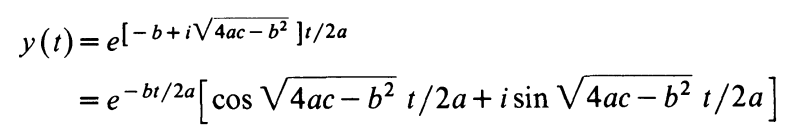 y(t) = e^{[-b+i√(4ac-b²)]t/2a}
= e^{-bt/2a}[cos √(4ac-b²) t/2a + i sin √(4ac-b²) t/2a]